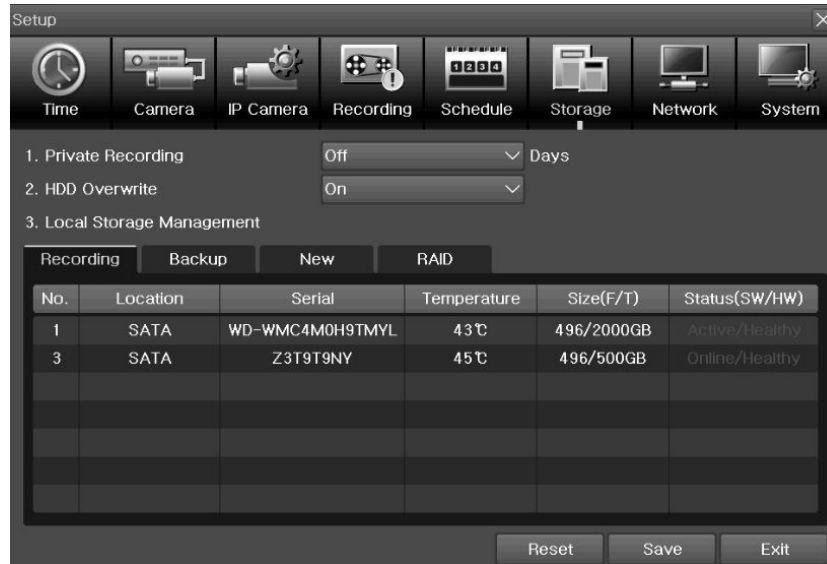 Setup
Time Camera IP Camera Recording Schedule Storage Network System
1234
1. Private Recording Off Days
2. HDD Overwrite On
3. Local Storage Management
Recording Backup New RAID
No. Location Serial Temperature Size(F/T) Status(SW/HW)
1 SATA WD-WMC4M0H9TMYL 43℃ 496/2000GB Active/Healthy
3 SATA Z3T9T9NY 45℃ 496/500GB Online/Healthy
Reset Save Exit